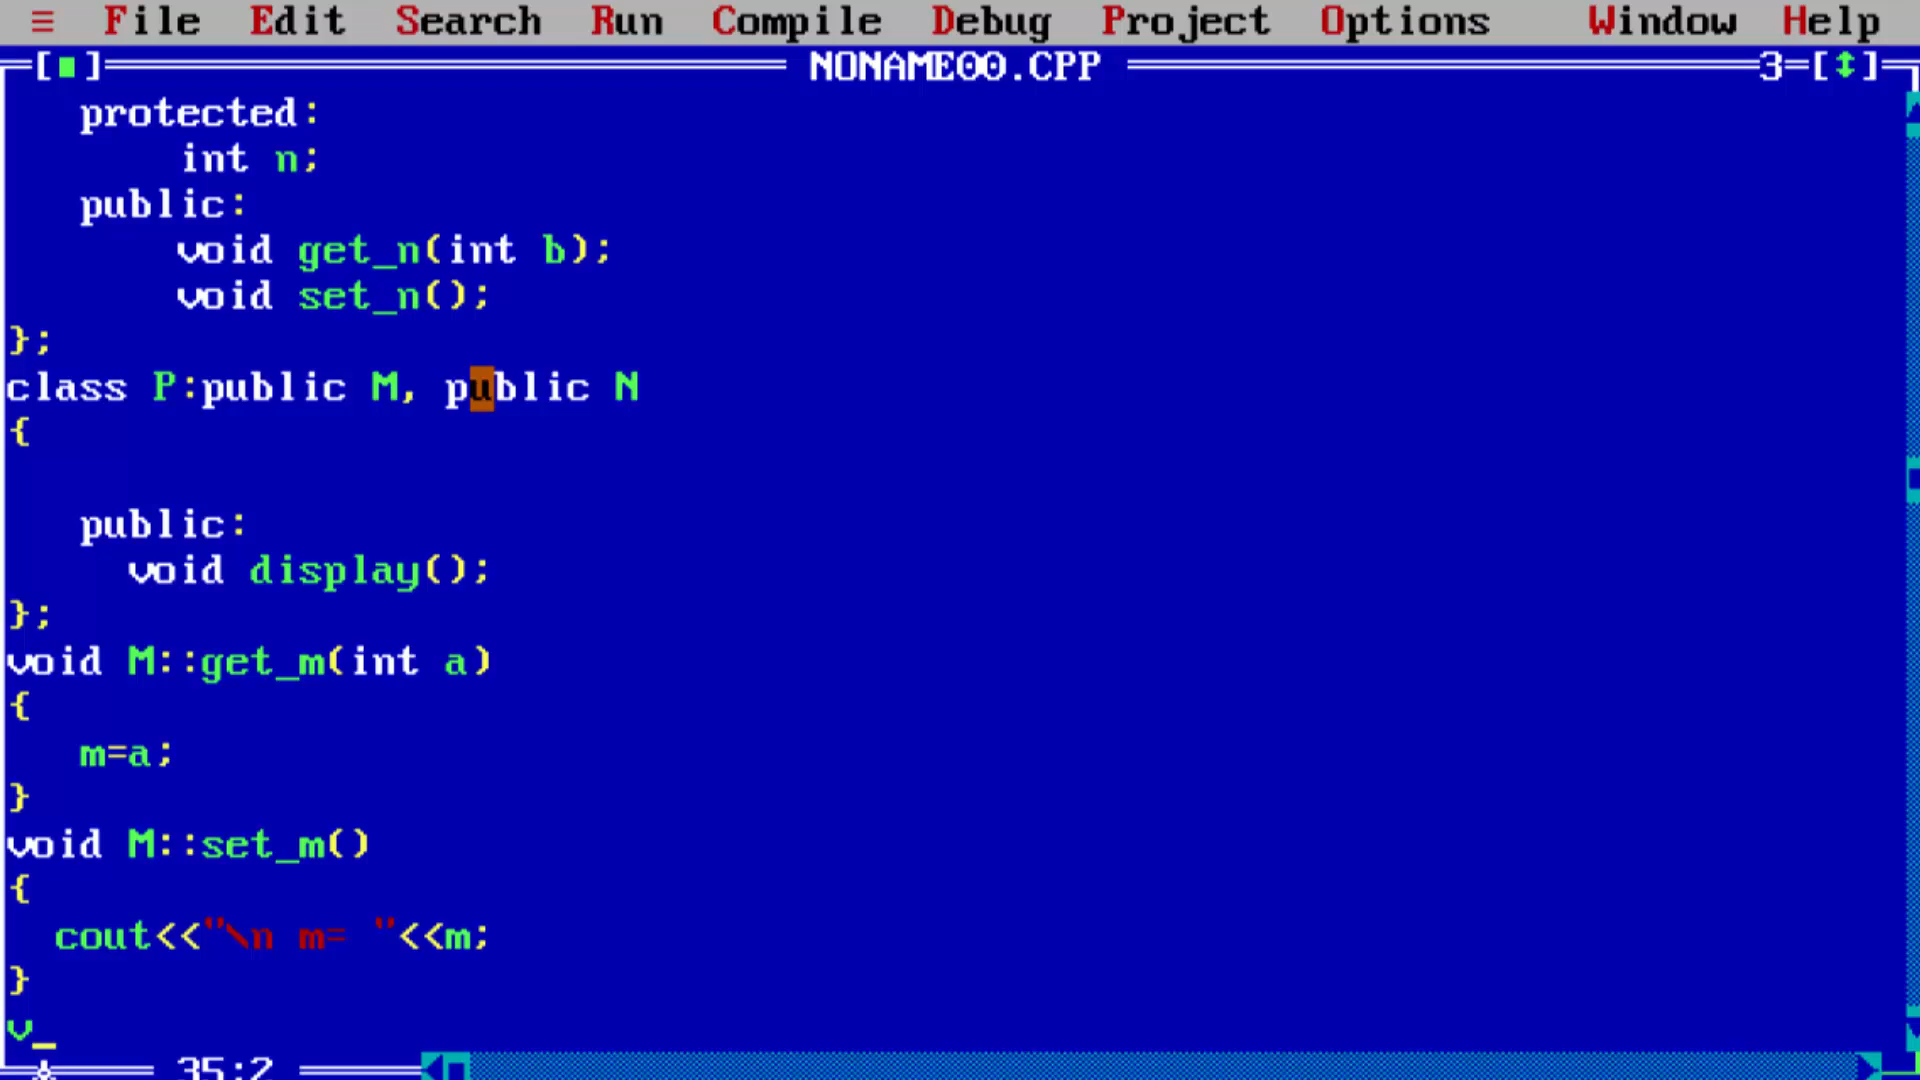 ≡ File Edit Search Run Compile Debug Project Options Window Help
[■] NONAME00.CPP 3=[↕]
protected:
int n;
public:
void get_n(int b);
void set_n();
};
class P:public M, public N
{
public:
void display();
};
void M::get_m(int a)
{
m=a;
}
void M::set_m()
{
cout<<"\n m= "<<m;
}
v_
35:2